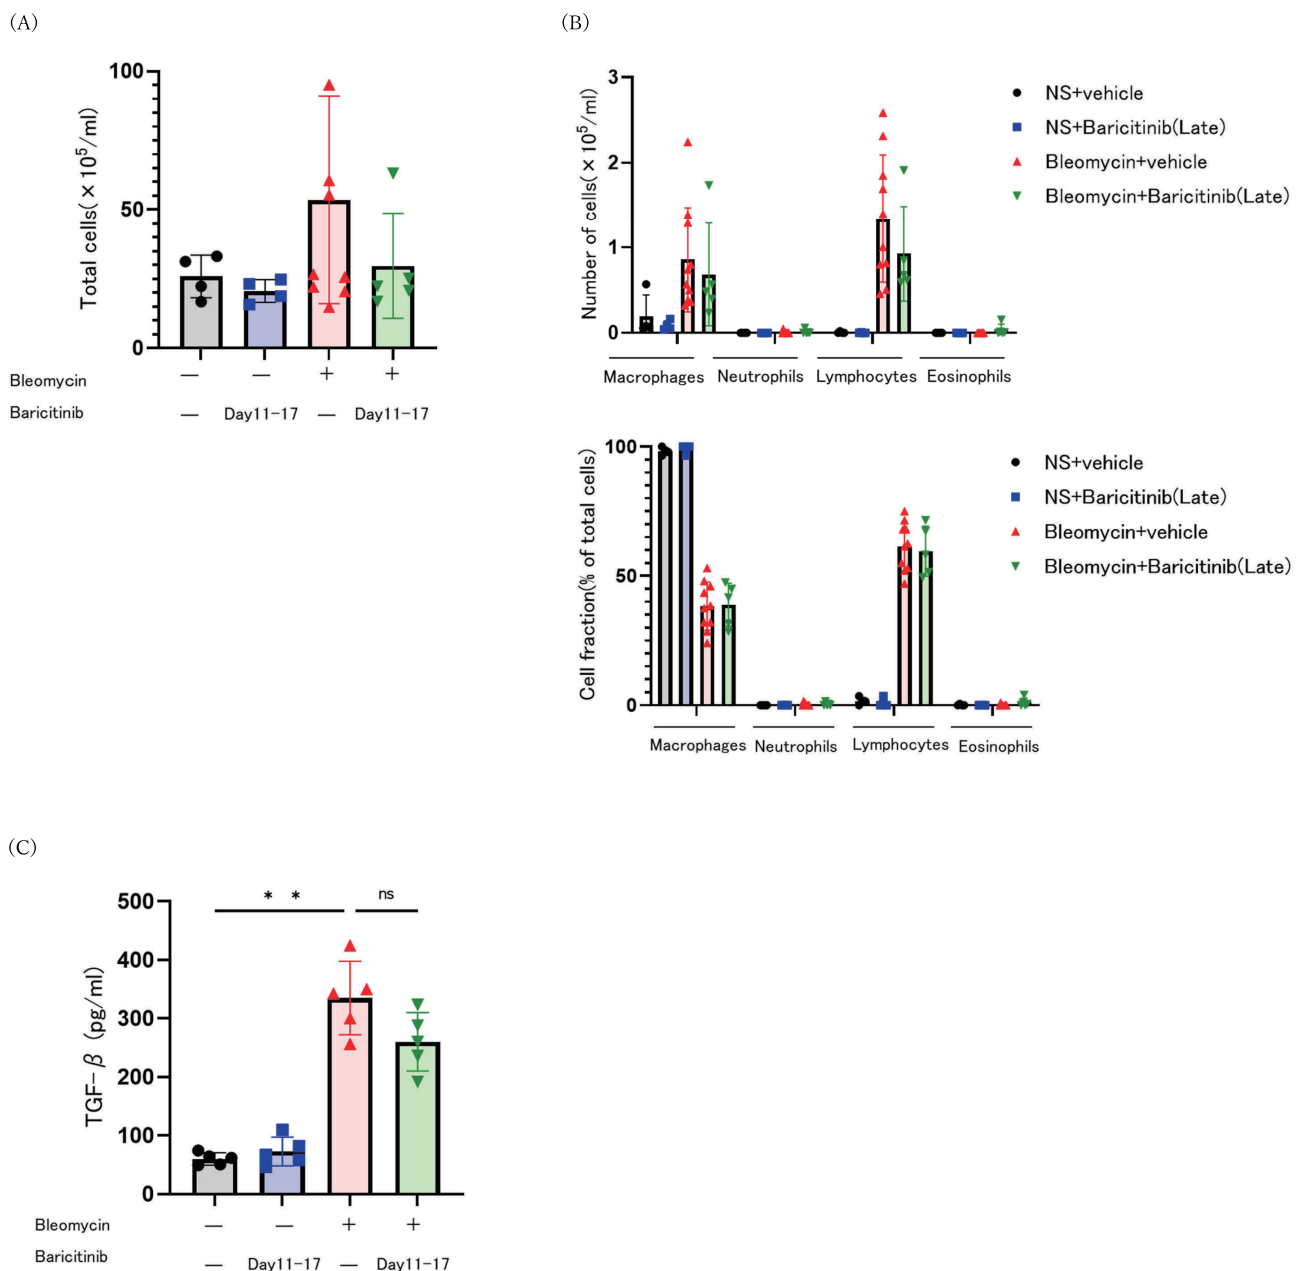 (A)
100
50
0
Total cells(×10⁵/ml)
Bleomycin — — + +
Baricitinib — Day11-17 — Day11-17
(B)
3
2
1
0
Number of cells(×10⁵/ml)
Macrophages Neutrophils Lymphocytes Eosinophils
NS+vehicle
NS+Baricitinib(Late)
Bleomycin+vehicle
Bleomycin+Baricitinib(Late)
100
50
0
Cell fraction(% of total cells)
Macrophages Neutrophils Lymphocytes Eosinophils
NS+vehicle
NS+Baricitinib(Late)
Bleomycin+vehicle
Bleomycin+Baricitinib(Late)
(C)
* * ns
500
400
300
200
100
0
TGF-β (pg/ml)
Bleomycin — — + +
Baricitinib — Day11-17 — Day11-17